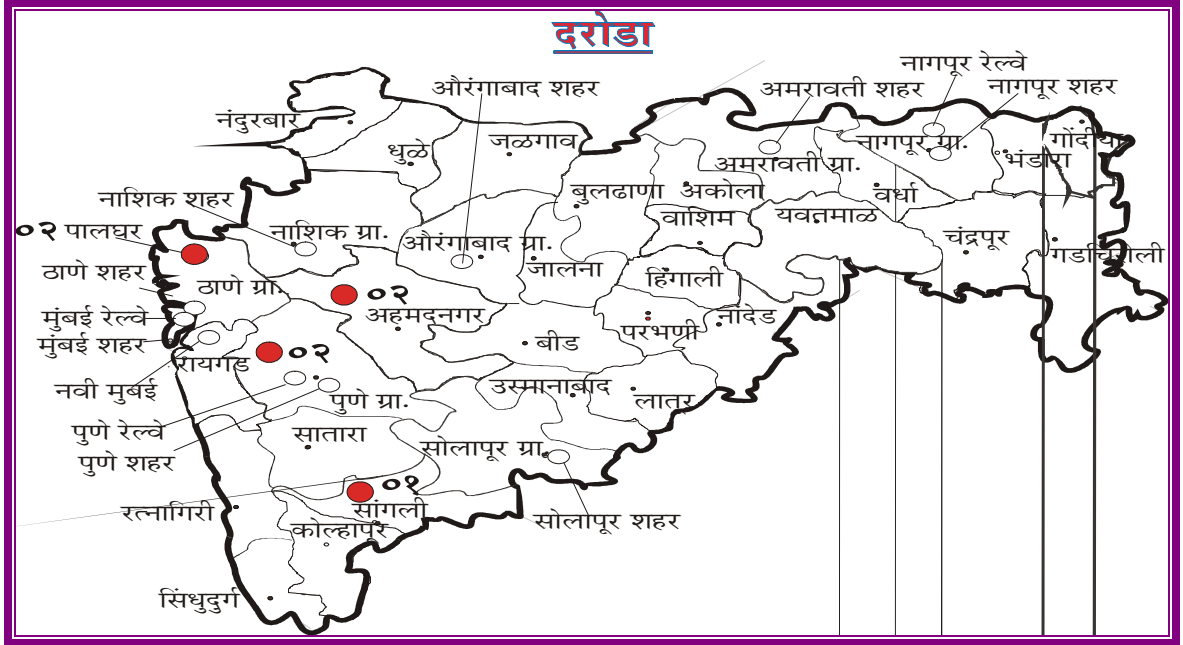 दरोडा
नागपूर रेल्वे
औरंगाबाद शहर
अमरावती शहर
नागपूर शहर
नंदुरबार
धुळे
जळगाव
नागपूर ग्रा.
गोंदीया
भंडारा
अमरावती ग्रा.
नाशिक शहर
बुलढाणा
अकोला
वर्धा
वाशिम
यवतमाळ
०२ पालघर
नाशिक ग्रा.
औरंगाबाद ग्रा.
चंद्रपूर
गडचिरोली
ठाणे शहर
ठाणे ग्रा.
जालना
हिंगाली
०२
मुंबई रेल्वे
अहमदनगर
परभणी
नांदेड
मुंबई शहर
०२
बीड
रायगड
नवी मुबई
पुणे ग्रा.
उस्मानाबाद
लातूर
पुणे रेल्वे
सातारा
सोलापूर ग्रा.
पुणे शहर
०१
रत्नागिरी
सांगली
कोल्हापूर
सोलापूर शहर
सिंधुदुर्ग